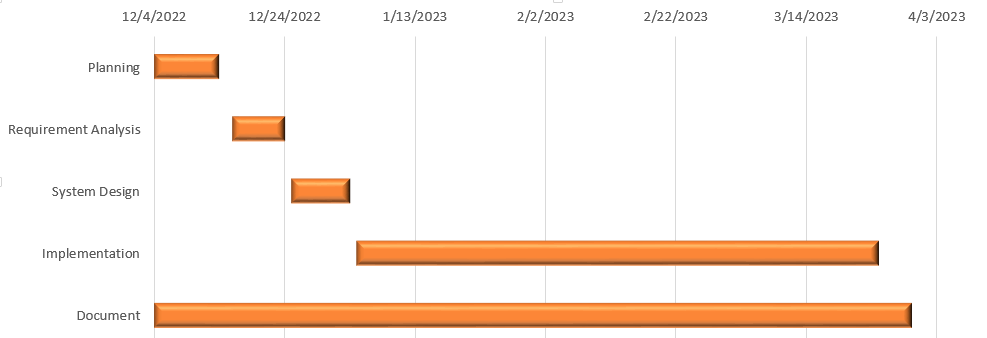 12/4/2022 12/24/2022 1/13/2023 2/2/2023 2/22/2023 3/14/2023 4/3/2023
Planning
Requirement Analysis
System Design
Implementation
Document